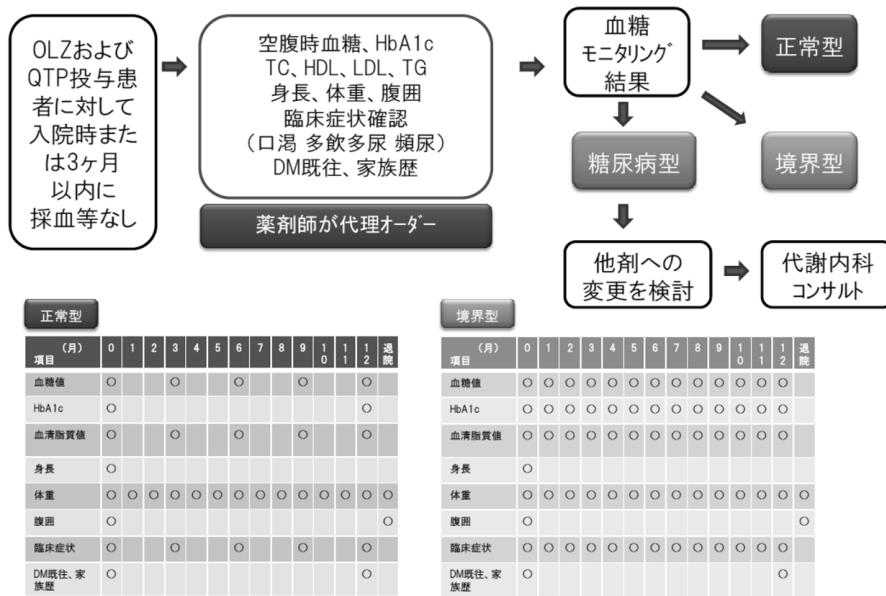 OLZおよび
QTP投与患
者に対して
入院時また
は3ヶ月
以内に
採血等なし
空腹時血糖、HbA1c
TC、HDL、LDL、TG
身長、体重、腹囲
臨床症状確認
（口渇 多飲多尿 頻尿）
DM既往、家族歴
薬剤師が代理ｵｰﾀﾞｰ
血糖
ﾓﾆﾀﾘﾝｸﾞ
結果
正常型
糖尿病型
境界型
他剤への
変更を検討
代謝内科
ｺﾝｻﾙﾄ
正常型
（月） 0 1 2 3 4 5 6 7 8 9 10 11 12 退院
項目
血糖値 ○ ○ ○ ○ ○
HbA1c ○ ○
血清脂質値 ○ ○ ○ ○ ○
身長 ○
体重 ○ ○ ○ ○ ○ ○ ○ ○ ○ ○ ○ ○ ○ ○
腹囲 ○ ○
臨床症状 ○ ○ ○ ○ ○
DM既往、家 ○ ○
族歴
境界型
（月） 0 1 2 3 4 5 6 7 8 9 10 11 12 退院
項目
血糖値 ○ ○ ○ ○ ○ ○ ○ ○ ○ ○ ○ ○ ○
HbA1c ○ ○ ○ ○ ○ ○ ○ ○ ○ ○ ○ ○ ○
血清脂質値 ○ ○ ○ ○ ○ ○ ○ ○ ○ ○ ○ ○ ○
身長 ○
体重 ○ ○ ○ ○ ○ ○ ○ ○ ○ ○ ○ ○ ○ ○
腹囲 ○ ○
臨床症状 ○ ○ ○ ○ ○ ○ ○ ○ ○ ○ ○ ○ ○
DM既往、家 ○ ○
族歴